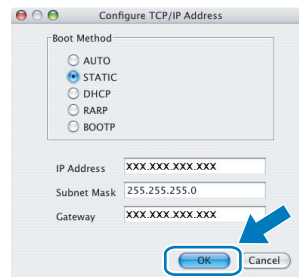 Configure TCP/IP Address
Boot Method
AUTO
STATIC
DHCP
RARP
BOOTP
IP Address XXX.XXX.XXX.XXX
Subnet Mask 255.255.255.0
Gateway XXX.XXX.XXX.XXX
OK Cancel